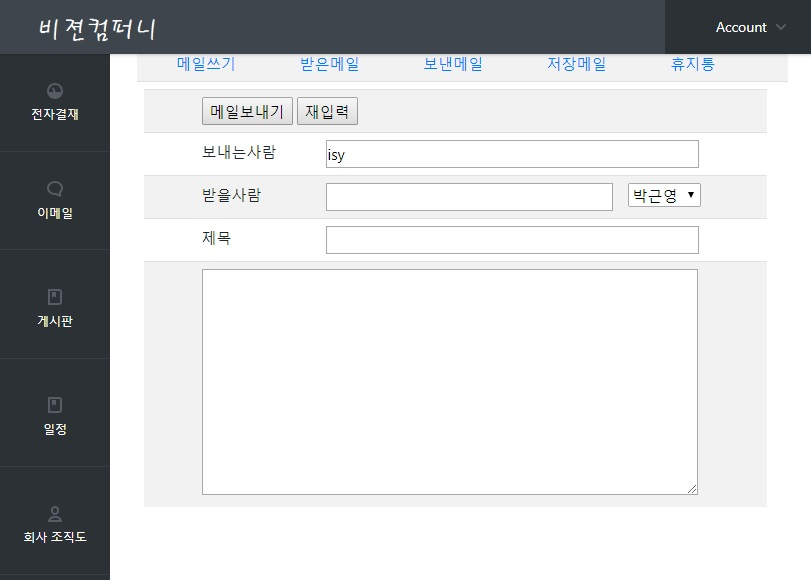 비젼컴퍼니
Account
메일쓰기 받은메일 보낸메일 저장메일 휴지통
전자결재
이메일
게시판
일정
회사 조직도
메일보내기 재입력
보내는사람 isy
받을사람 박근영
제목